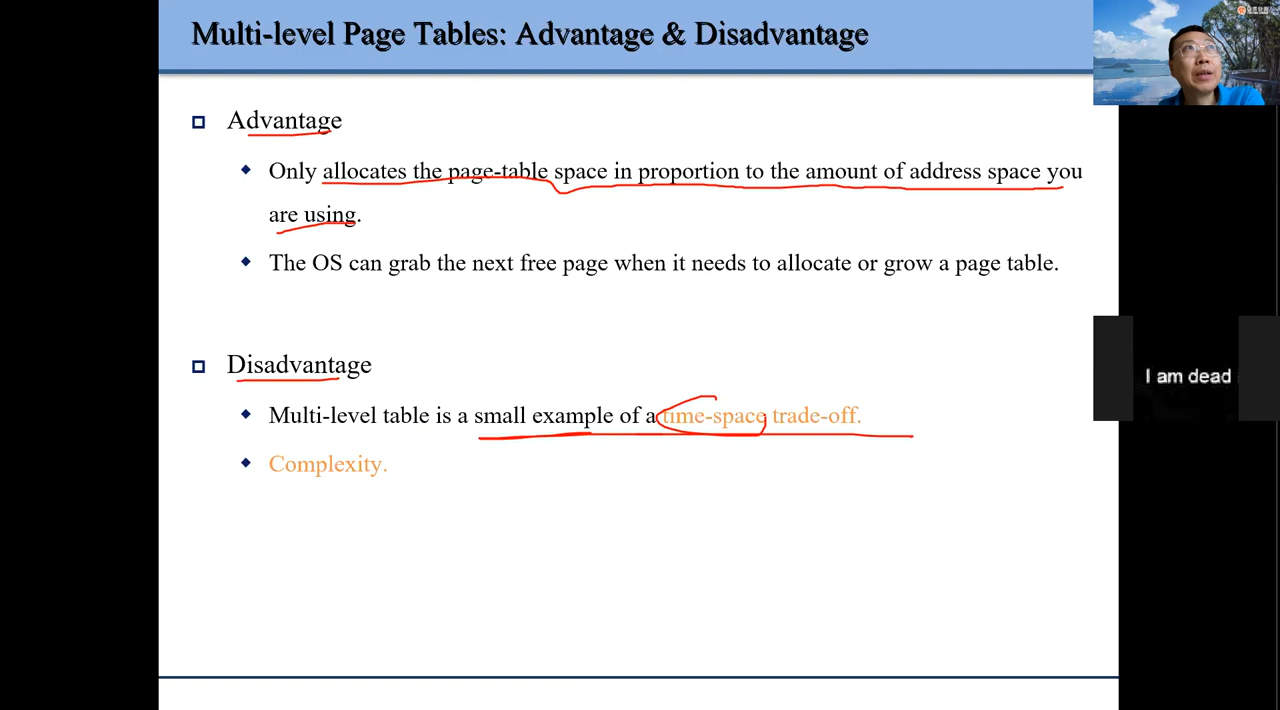 Multi-level Page Tables: Advantage & Disadvantage
Advantage
Only allocates the page-table space in proportion to the amount of address space you
are using.
The OS can grab the next free page when it needs to allocate or grow a page table.
Disadvantage
Multi-level table is a small example of a time-space trade-off.
Complexity.
I am dead